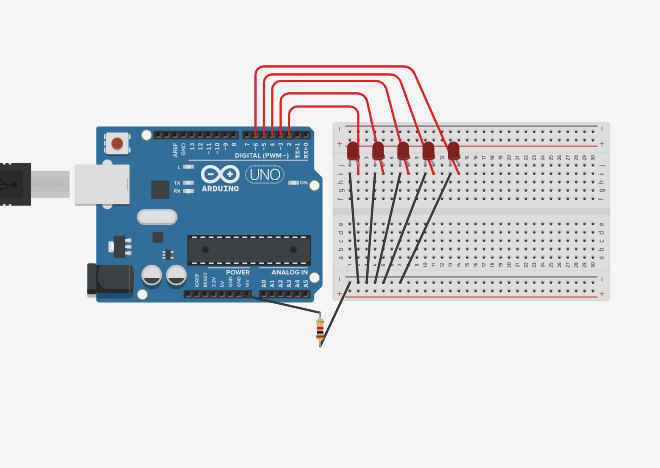 AREF
GND
13
12
~11
~10
~9
8
7
~6
~5
4
~3
2
TX→1
RX←0
DIGITAL (PWM~)
L
TX
RX
ARDUINO
UNO
ON
POWER
ANALOG IN
IOREF
RESET
3.3V
5V
GND
GND
Vin
A0
A1
A2
A3
A4
A5
f g h i j
a b c d e